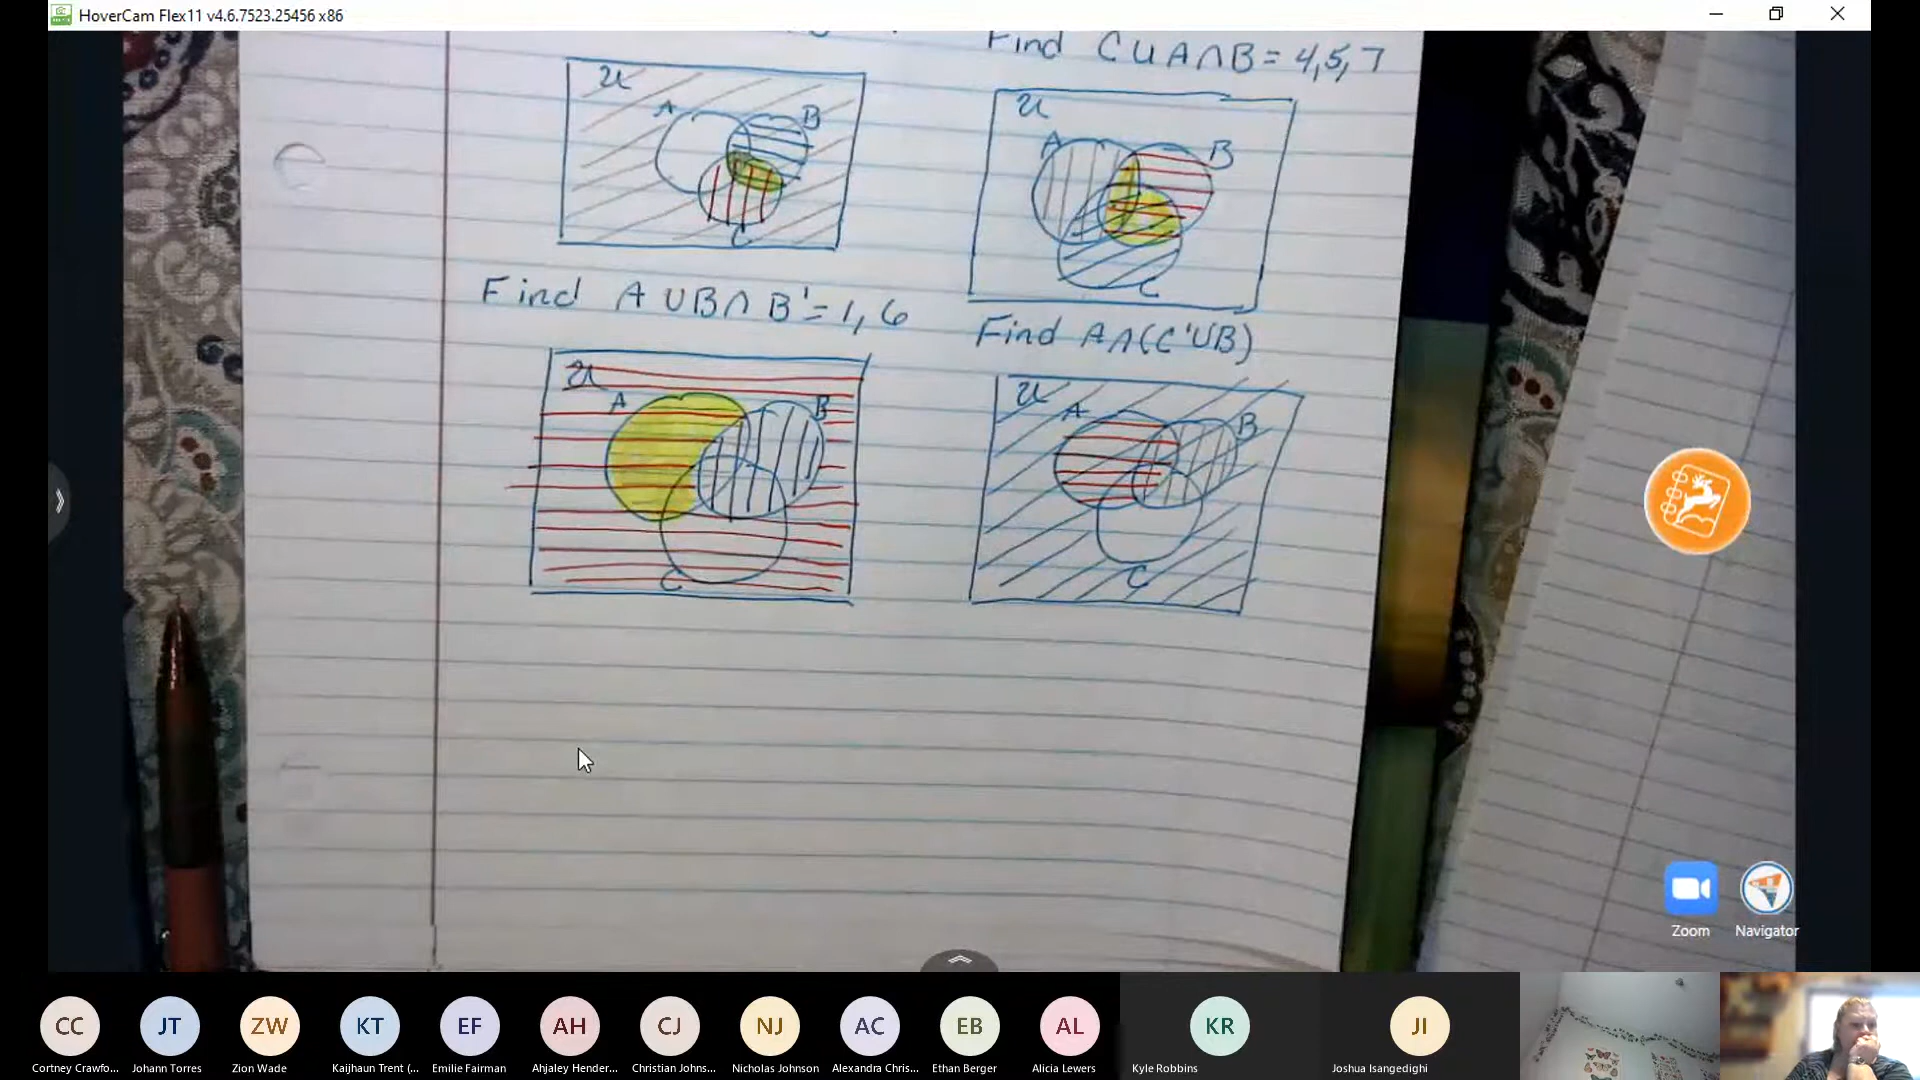 HoverCam Flex11 v4.6.7523.25456 x86
Find C ∪ A ∩ B = 4,5,7
U
A
B
C
U
A
B
C
Find A ∪ B ∩ B' = 1,6
Find A ∩ (C' ∪ B)
U
A
B
C
U
A
B
C
Zoom
Navigator
CC
JT
ZW
KT
EF
AH
CJ
NJ
AC
EB
AL
KR
JI
Cortney Crawfo...
Johann Torres
Zion Wade
Kaijhaun Trent (...
Emilie Fairman
Ahjaley Hender...
Christian Johns...
Nicholas Johnson
Alexandra Chris...
Ethan Berger
Alicia Lewers
Kyle Robbins
Joshua Isangedighi